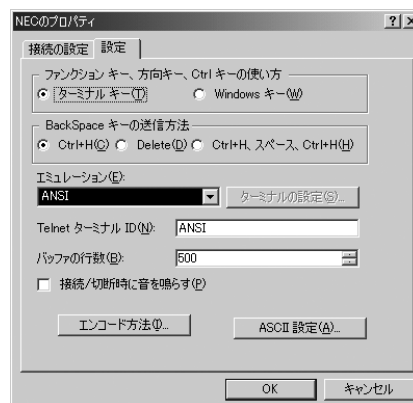 NECのプロパティ
接続の設定 設定
ファンクション キー、方向キー、Ctrl キーの使い方
ターミナル キー(T) Windows キー(W)
BackSpace キーの送信方法
Ctrl+H(C) Delete(D) Ctrl+H、スペース、Ctrl+H(H)
エミュレーション(E):
ANSI ターミナルの設定(S)...
Telnet ターミナル ID(N): ANSI
バッファの行数(B): 500
接続/切断時に音を鳴らす(P)
エンコード方法(I)... ASCII 設定(A)...
OK キャンセル